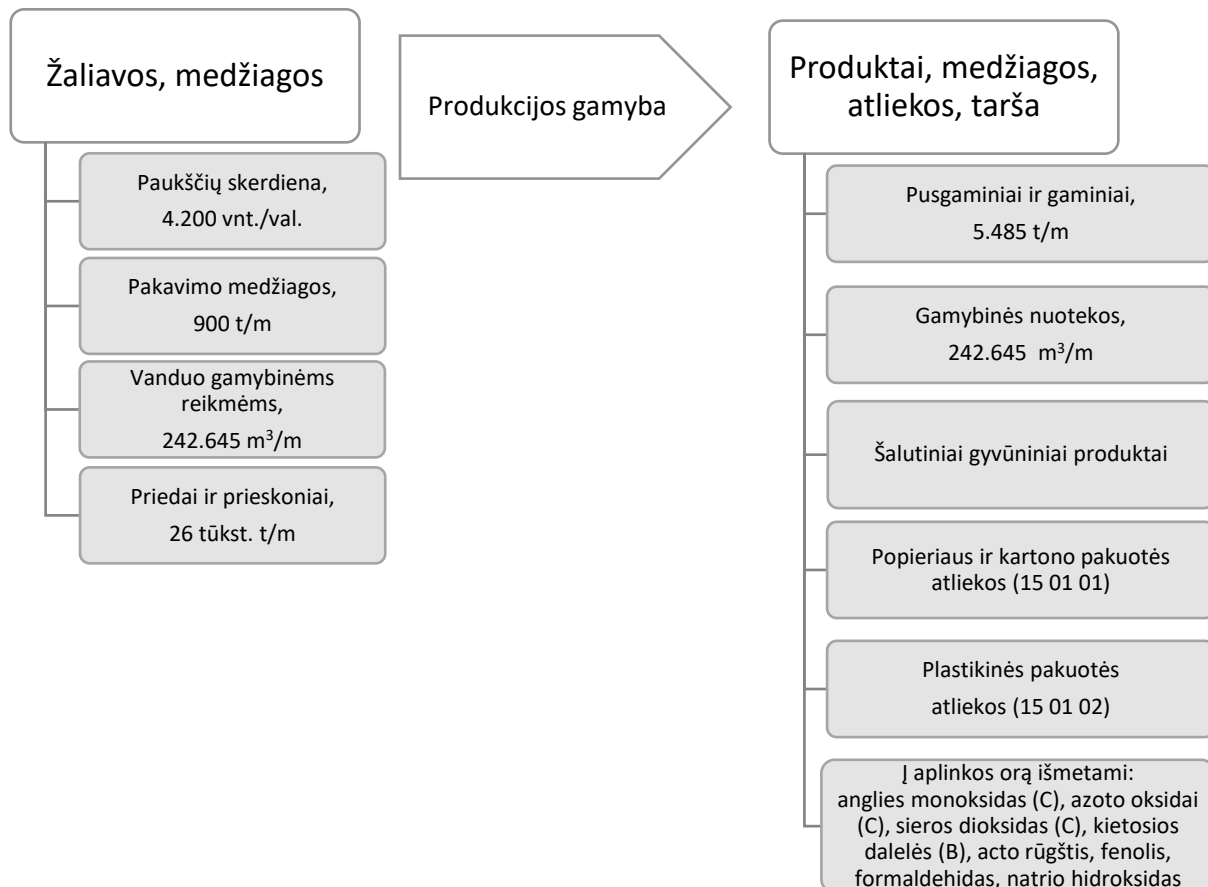 Žaliavos, medžiagos
Paukščių skerdiena,
4.200 vnt./val.
Pakavimo medžiagos,
900 t/m
Vanduo gamybinėms
reikmėms,
242.645 m³/m
Priedai ir prieskoniai,
26 tūkst. t/m
Produkcijos gamyba
Produktai, medžiagos,
atliekos, tarša
Pusgaminiai ir gaminiai,
5.485 t/m
Gamybinės nuotekos,
242.645 m³/m
Šalutiniai gyvūniniai produktai
Popieriaus ir kartono pakuotės
atliekos (15 01 01)
Plastikinės pakuotės
atliekos (15 01 02)
Į aplinkos orą išmetami:
anglies monoksidas (C), azoto oksidai
(C), sieros dioksidas (C), kietosios
dalelės (B), acto rūgštis, fenolis,
formaldehidas, natrio hidroksidas